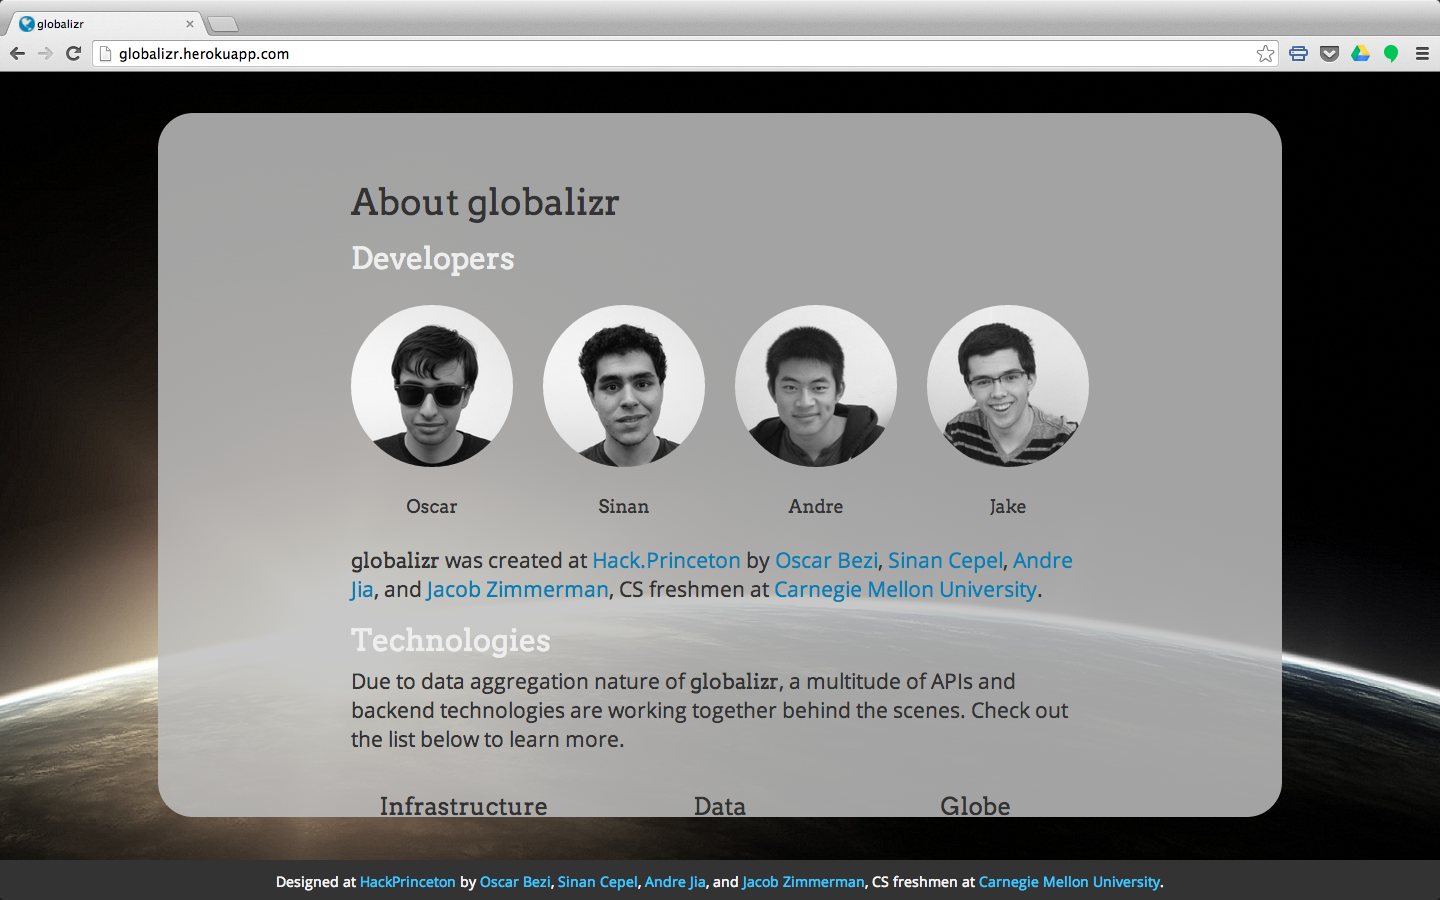 globalizr
globalizr.herokuapp.com
About globalizr
Developers
Oscar Sinan Andre Jake
globalizr was created at Hack.Princeton by Oscar Bezi, Sinan Cepel, Andre
Jia, and Jacob Zimmerman, CS freshmen at Carnegie Mellon University.
Technologies
Due to data aggregation nature of globalizr, a multitude of APIs and
backend technologies are working together behind the scenes. Check out
the list below to learn more.
Infrastructure Data Globe
Designed at HackPrinceton by Oscar Bezi, Sinan Cepel, Andre Jia, and Jacob Zimmerman, CS freshmen at Carnegie Mellon University.